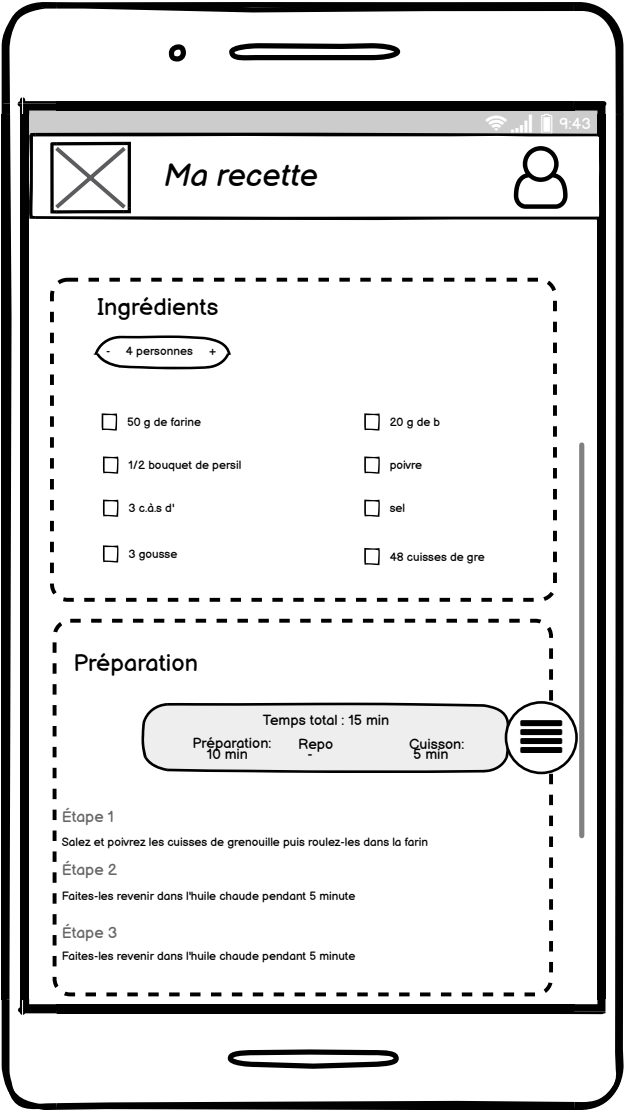 9:43
Ma recette
Ingrédients
- 4 personnes +
50 g de farine
20 g de b
1/2 bouquet de persil
poivre
3 c.à.s d'
sel
3 gousse
48 cuisses de gre
Préparation
Temps total : 15 min
Préparation: Repo Cuisson:
10 min - 5 min
Étape 1
Salez et poivrez les cuisses de grenouille puis roulez-les dans la farin
Étape 2
Faites-les revenir dans l'huile chaude pendant 5 minute
Étape 3
Faites-les revenir dans l'huile chaude pendant 5 minute